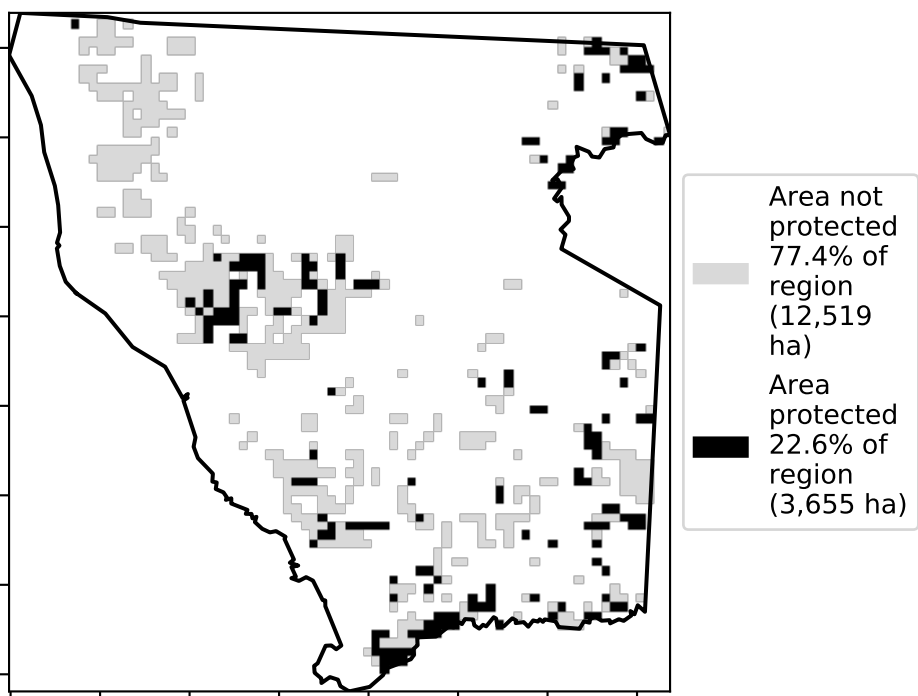 Area not
protected
77.4% of
region
(12,519
ha)
Area
protected
22.6% of
region
(3,655 ha)